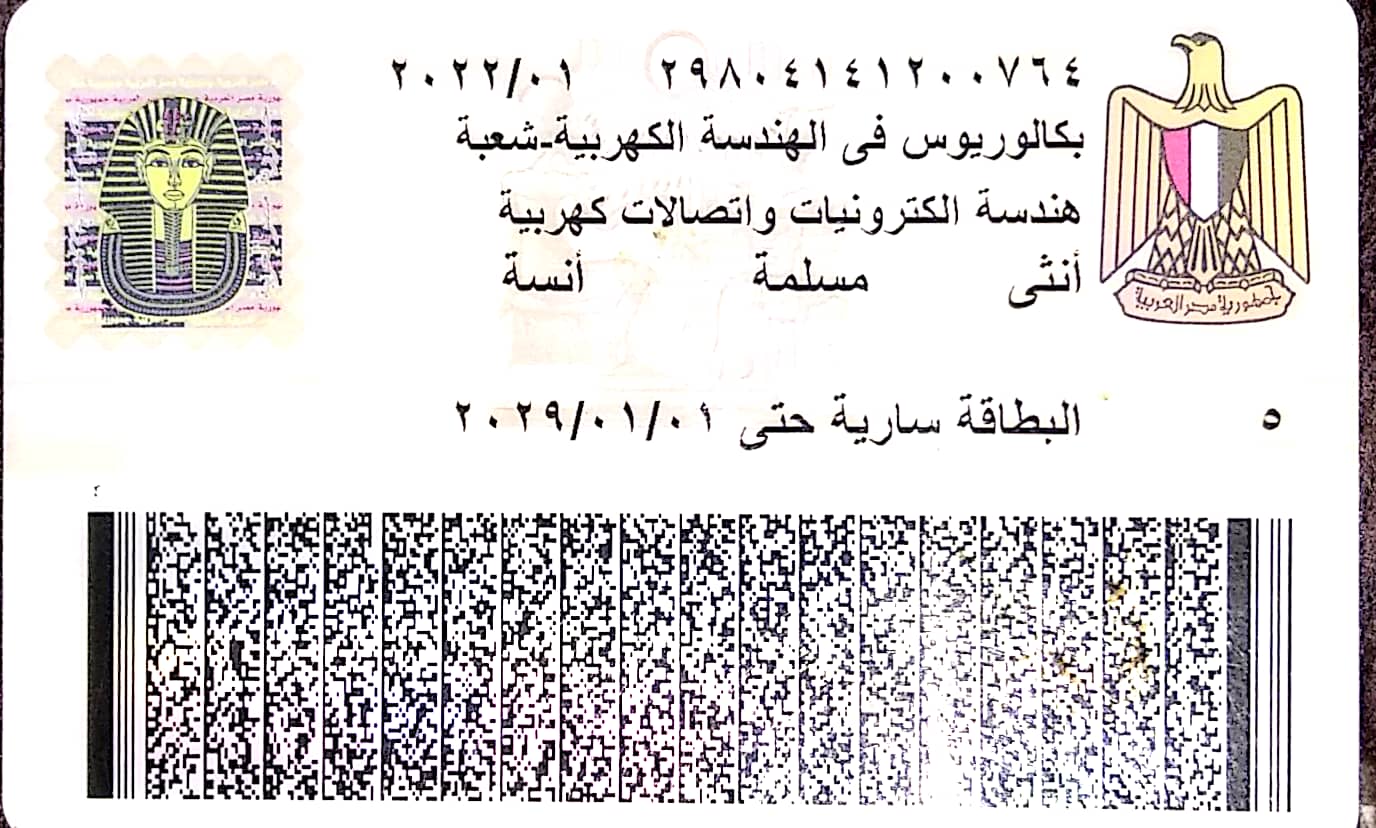 ٢٩٨٠٤١٤١٢٠٠٧٦٤ ٢٠٢٢/٠١
بكالوريوس فى الهندسة الكهربية-شعبة
هندسة الكترونيات واتصالات كهربية
أنثى مسلمة أنسة
البطاقة سارية حتى ٢٠٢٩/٠١/٠١
٥
جمهورية مصر العربية